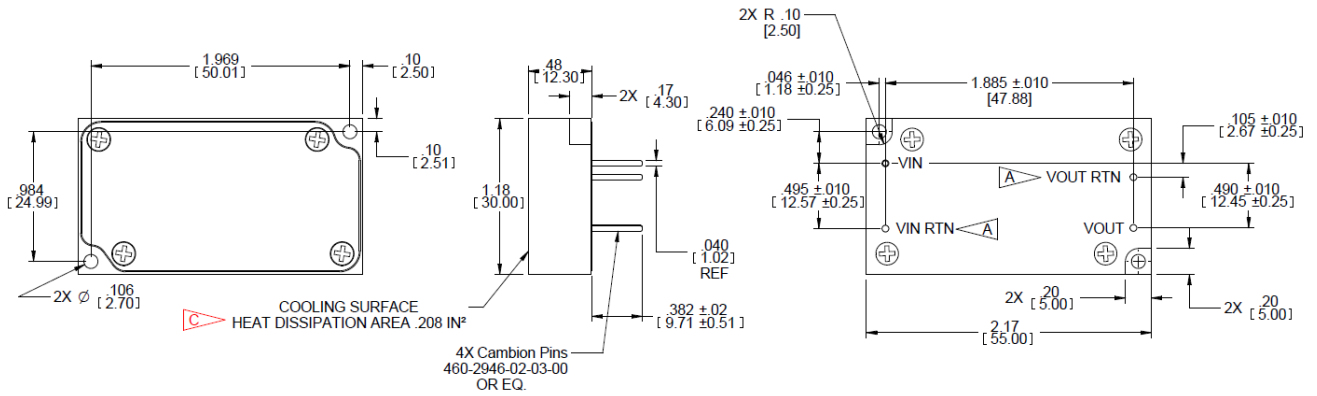 1.969
[ 50.01 ]
.10
[ 2.50 ]
.10
[ 2.51 ]
.984
[ 24.99 ]
2X Ø .106
[ 2.70 ]
.48
[ 12.30 ]
2X .17
[ 4.30 ]
1.18
[ 30.00 ]
.040
[ 1.02 ]
REF
.382 ±.02
[ 9.71 ±0.51 ]
C
COOLING SURFACE
HEAT DISSIPATION AREA .208 IN²
4X Cambion Pins
460-2946-02-03-00
OR EQ.
2X R .10
[2.50]
.046 ±.010
[ 1.18 ±0.25 ]
1.885 ±.010
[47.88]
.240 ±.010
[ 6.09 ±0.25 ]
.105 ±.010
[ 2.67 ±0.25 ]
VIN
A
VOUT RTN
.495 ±.010
[ 12.57 ±0.25 ]
.490 ±.010
[ 12.45 ±0.25 ]
VIN RTN
A
VOUT
2X .20
[ 5.00 ]
2X .20
[ 5.00 ]
2.17
[ 55.00 ]